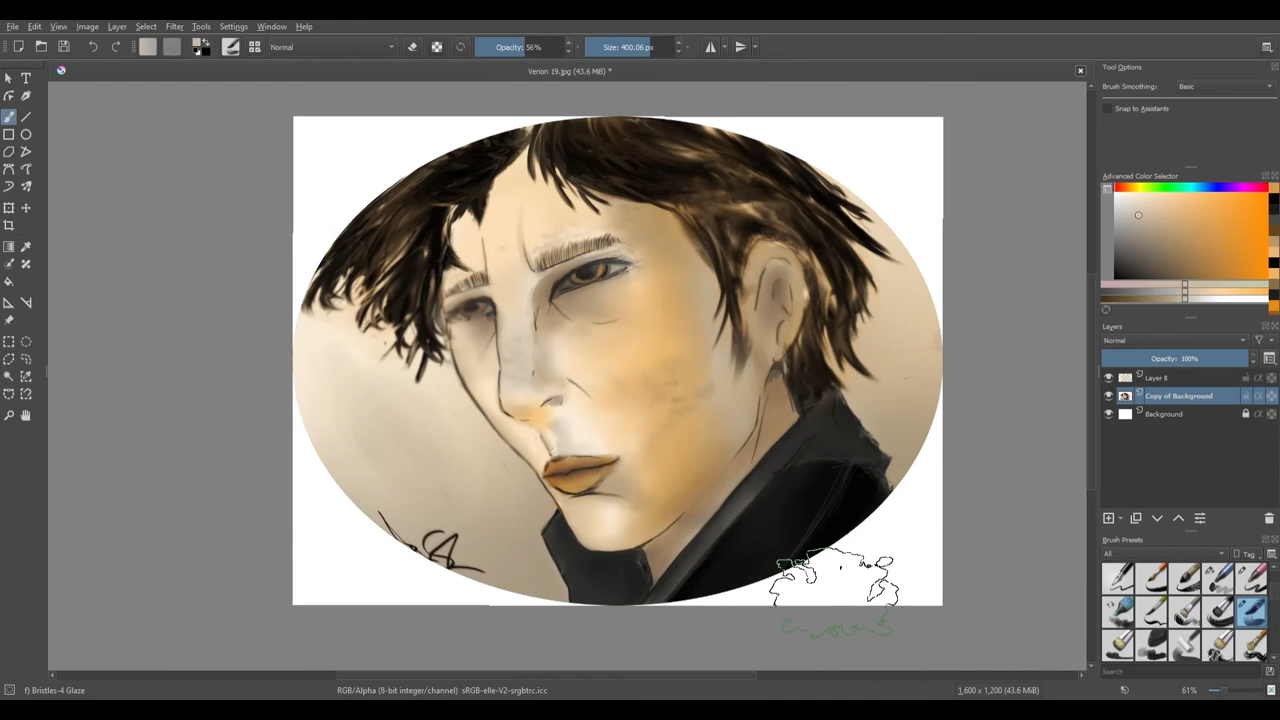 File Edit View Image Layer Select Filter Tools Settings Window Help
Normal Opacity: 56% Size: 400.06 px
Verion 19.jpg (43.6 MiB) *
Tool Options
Brush Smoothing: Basic
Snap to Assistants
Advanced Color Selector
Layers
Normal
Opacity: 100%
Layer 8
Copy of Background
Background
Brush Presets
All Tag
Search
f) Bristles-4 Glaze RGB/Alpha (8-bit integer/channel) sRGB-elle-V2-srgbtrc.icc 1,600 x 1,200 (43.6 MiB) 61%